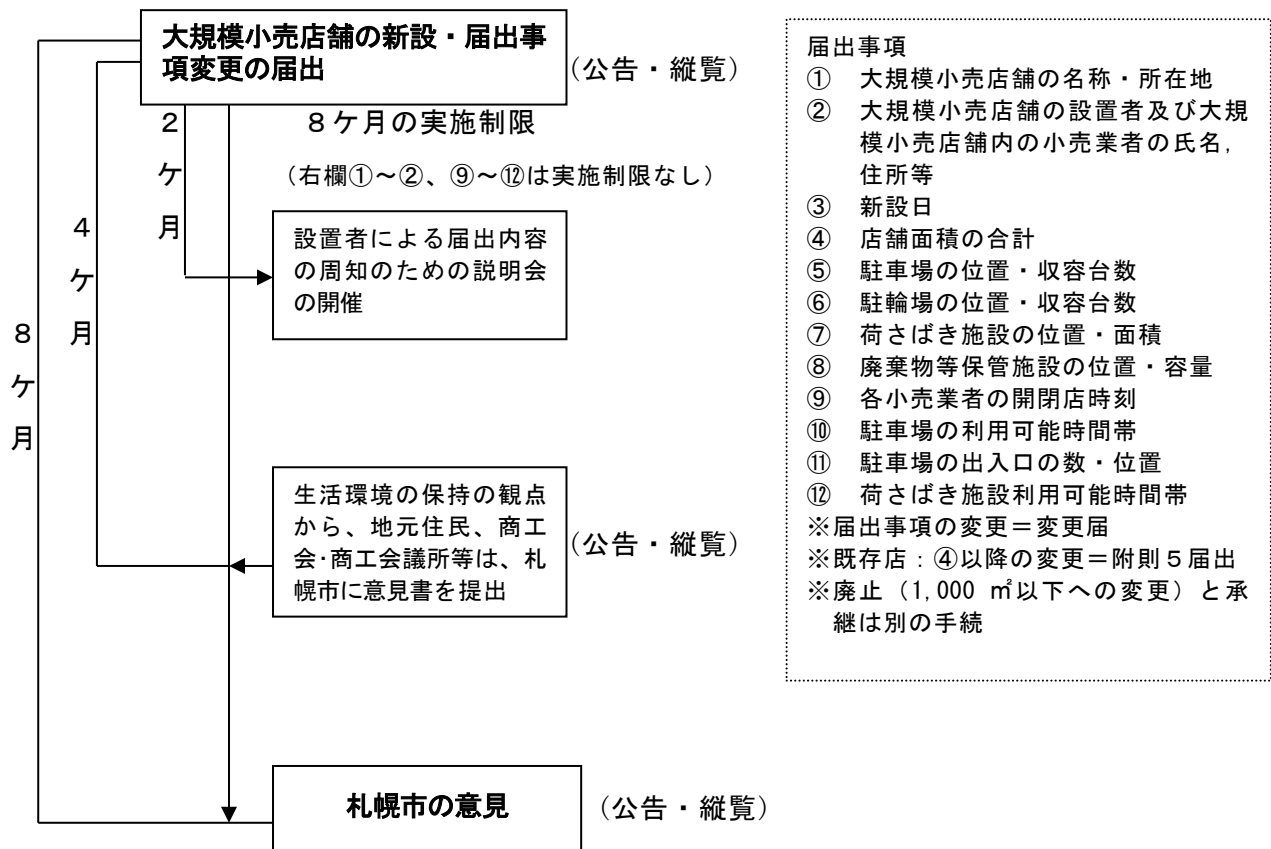 大規模小売店舗の新設・届出事
項変更の届出
(公告・縦覧)
2ケ月
8ケ月の実施制限
(右欄①~②、⑨~⑫は実施制限なし)
4ケ月
8ケ月
設置者による届出内容
の周知のための説明会
の開催
生活環境の保持の観点
から、地元住民、商工
会・商工会議所等は、札
幌市に意見書を提出
(公告・縦覧)
札幌市の意見
(公告・縦覧)
届出事項
① 大規模小売店舗の名称・所在地
② 大規模小売店舗の設置者及び大規
模小売店舗内の小売業者の氏名,
住所等
③ 新設日
④ 店舗面積の合計
⑤ 駐車場の位置・収容台数
⑥ 駐輪場の位置・収容台数
⑦ 荷さばき施設の位置・面積
⑧ 廃棄物等保管施設の位置・容量
⑨ 各小売業者の開閉店時刻
⑩ 駐車場の利用可能時間帯
⑪ 駐車場の出入口の数・位置
⑫ 荷さばき施設利用可能時間帯
※届出事項の変更=変更届
※既存店:④以降の変更=附則5届出
※廃止(1,000 ㎡以下への変更)と承
継は別の手続